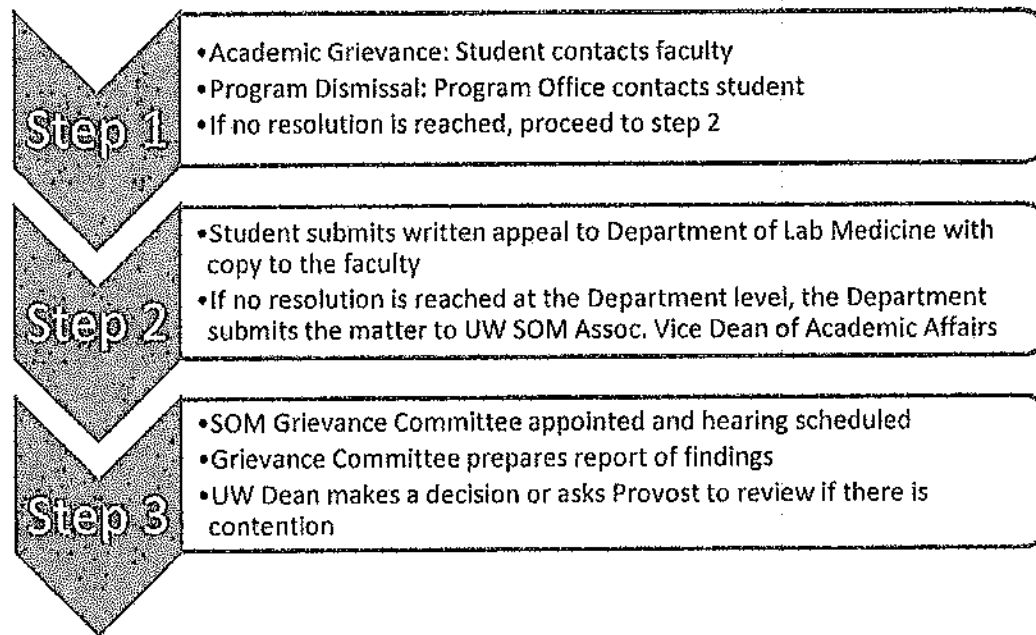 Step 1
•Academic Grievance: Student contacts faculty
•Program Dismissal: Program Office contacts student
•If no resolution is reached, proceed to step 2
Step 2
•Student submits written appeal to Department of Lab Medicine with
copy to the faculty
•If no resolution is reached at the Department level, the Department
submits the matter to UW SOM Assoc. Vice Dean of Academic Affairs
Step 3
•SOM Grievance Committee appointed and hearing scheduled
•Grievance Committee prepares report of findings
•UW Dean makes a decision or asks Provost to review if there is
contention